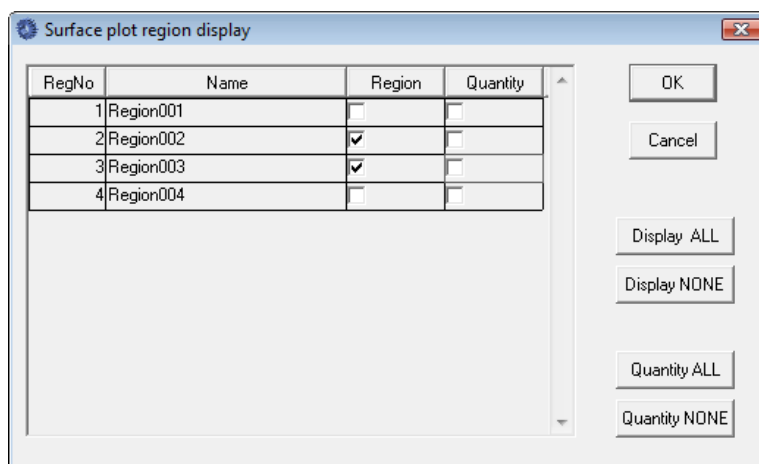 Surface plot region display
RegNo Name Region Quantity
1 Region001
2 Region002
3 Region003
4 Region004
OK
Cancel
Display ALL
Display NONE
Quantity ALL
Quantity NONE